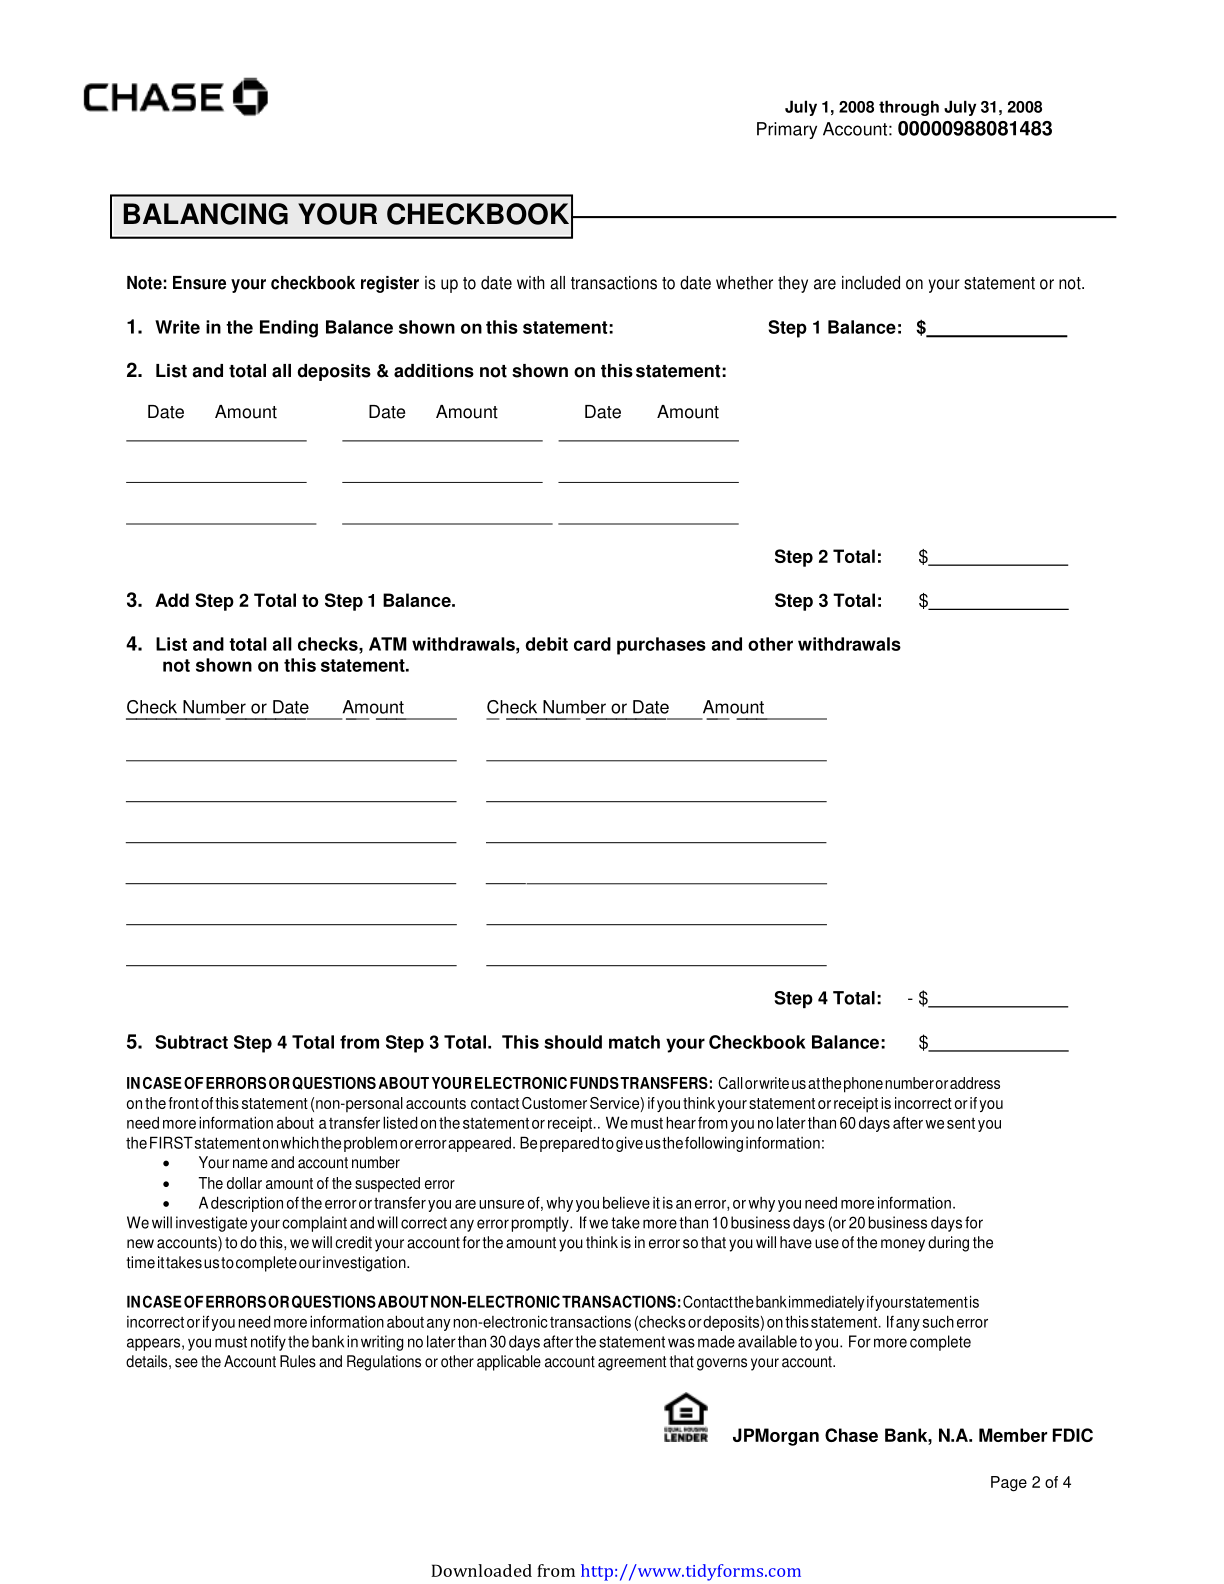 CHASE
July 1, 2008 through July 31, 2008
Primary Account: 00000988081483
BALANCING YOUR CHECKBOOK
Note: Ensure your checkbook register is up to date with all transactions to date whether they are included on your statement or not.
1. Write in the Ending Balance shown on this statement: Step 1 Balance: $
2. List and total all deposits & additions not shown on this statement:
Date Amount Date Amount Date Amount
Step 2 Total: $
3. Add Step 2 Total to Step 1 Balance. Step 3 Total: $
4. List and total all checks, ATM withdrawals, debit card purchases and other withdrawals
not shown on this statement.
Check Number or Date Amount Check Number or Date Amount
Step 4 Total: - $
5. Subtract Step 4 Total from Step 3 Total. This should match your Checkbook Balance: $
IN CASE OF ERRORS OR QUESTIONS ABOUT YOUR ELECTRONIC FUNDS TRANSFERS: Call or write us at the phone number or address
on the front of this statement (non-personal accounts contact Customer Service) if you think your statement or receipt is incorrect or if you
need more information about a transfer listed on the statement or receipt.. We must hear from you no later than 60 days after we sent you
the FIRST statement on which the problem or error appeared. Be prepared to give us the following information:
• Your name and account number
• The dollar amount of the suspected error
• A description of the error or transfer you are unsure of, why you believe it is an error, or why you need more information.
We will investigate your complaint and will correct any error promptly. If we take more than 10 business days (or 20 business days for
new accounts) to do this, we will credit your account for the amount you think is in error so that you will have use of the money during the
time it takes us to complete our investigation.
IN CASE OF ERRORS OR QUESTIONS ABOUT NON-ELECTRONIC TRANSACTIONS: Contact the bank immediately if your statement is
incorrect or if you need more information about any non-electronic transactions (checks or deposits) on this statement. If any such error
appears, you must notify the bank in writing no later than 30 days after the statement was made available to you. For more complete
details, see the Account Rules and Regulations or other applicable account agreement that governs your account.
EQUAL HOUSING
LENDER
JPMorgan Chase Bank, N.A. Member FDIC
Page 2 of 4
Downloaded from http://www.tidyforms.com